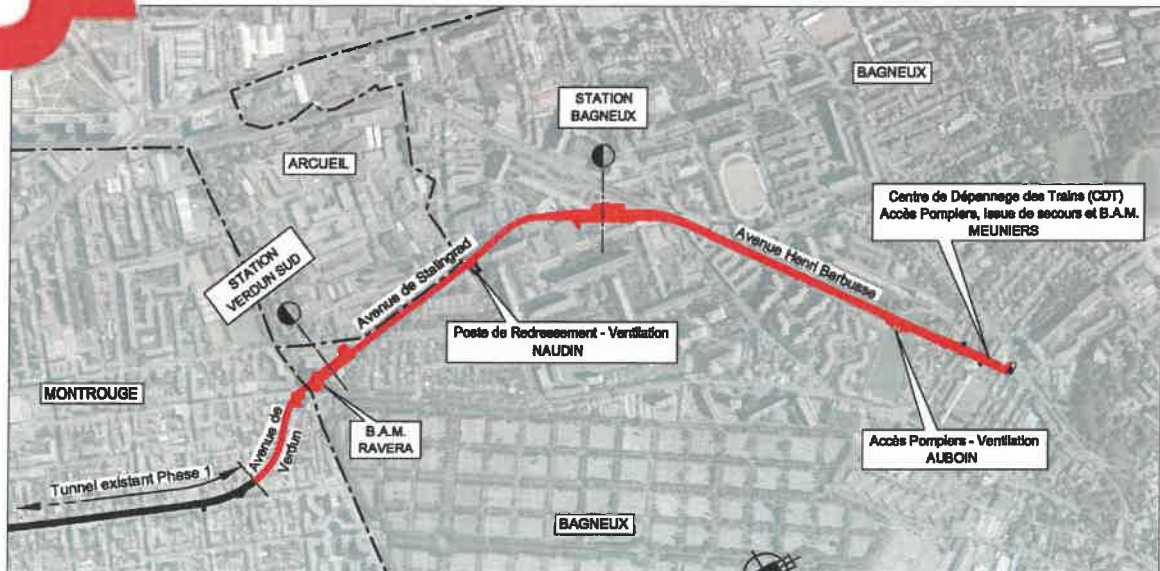 BAGNEUX
STATION
BAGNEUX
ARCUEIL
Centre de Dépannage des Trains (CDT)
Accès Pompiers, Issue de secours et B.A.M.
MEUNIERS
STATION
VERDUN SUD
Avenue de Stalingrad
Avenue Henri Barbusse
Poste de Redressement - Ventilation
NAUDIN
MONTROUGE
Avenue de
Verdun
B.A.M.
RAVERA
Accès Pompiers - Ventilation
AUBOIN
Tunnel existant Phase 1
BAGNEUX